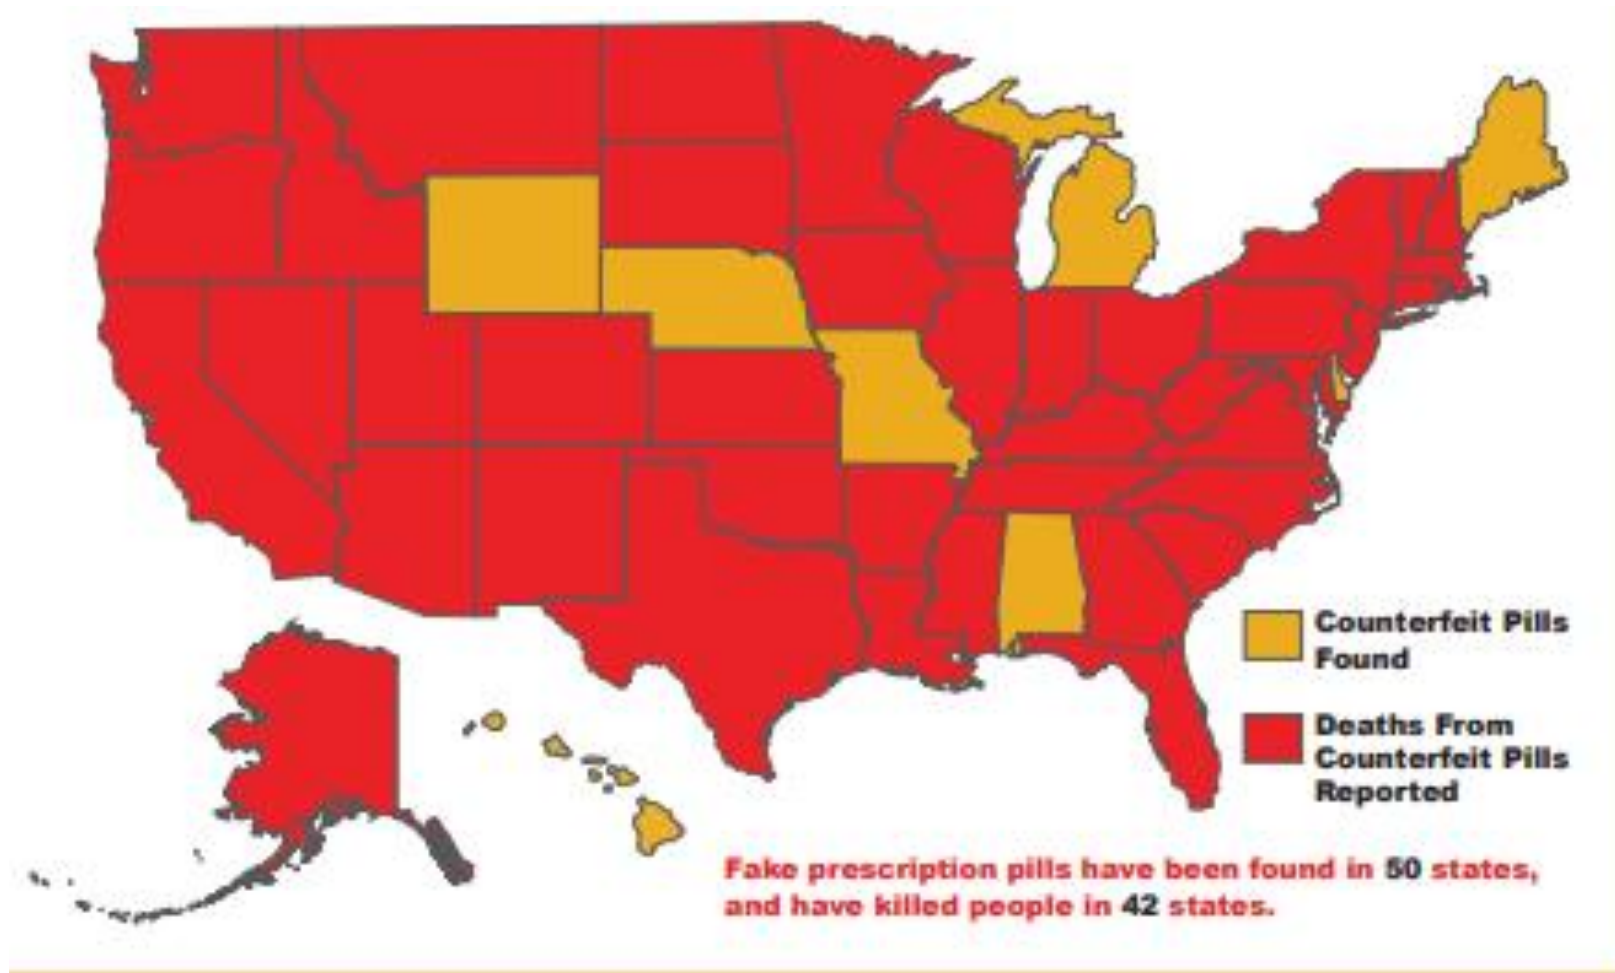 Counterfeit Pills
Found
Deaths From
Counterfeit Pills
Reported
Fake prescription pills have been found in 50 states,
and have killed people in 42 states.